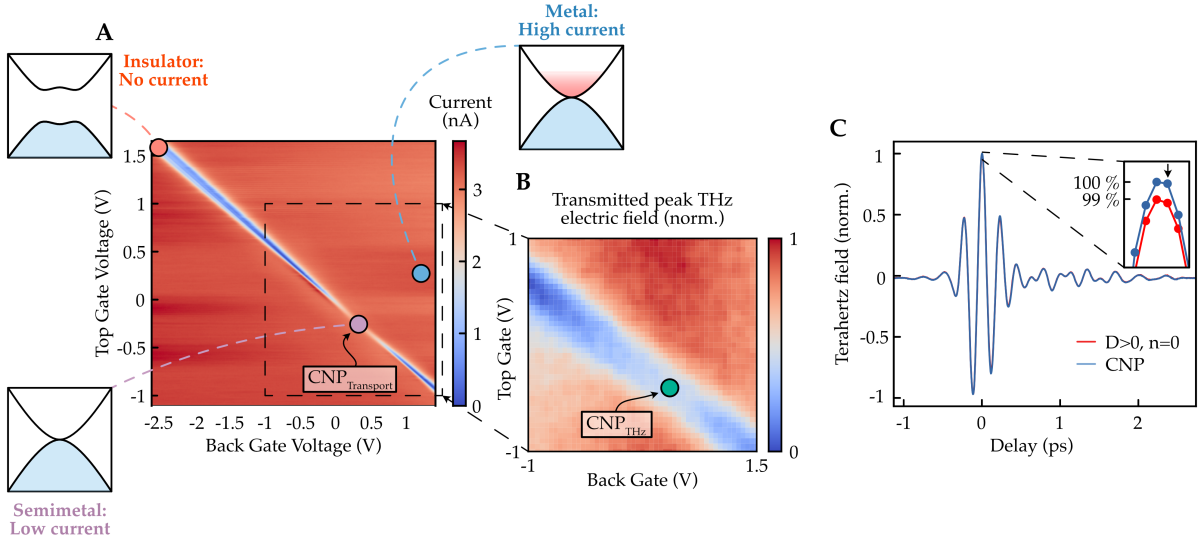 A
Insulator:
No current
Metal:
High current
Current
(nA)
3
2
1
0
Top Gate Voltage (V)
1.5
1
0.5
0
-0.5
-1
-2.5
-2
-1.5
-1
-0.5
0
0.5
1
Back Gate Voltage (V)
CNP Transport
Semimetal:
Low current
B
Transmitted peak THz
electric field (norm.)
1
-1
Top Gate (V)
CNP THz
-1
1.5
Back Gate (V)
1
0
C
Terahertz field (norm.)
1
0.5
0
-0.5
-1
-1
0
1
2
Delay (ps)
100 %
99 %
D>0, n=0
CNP